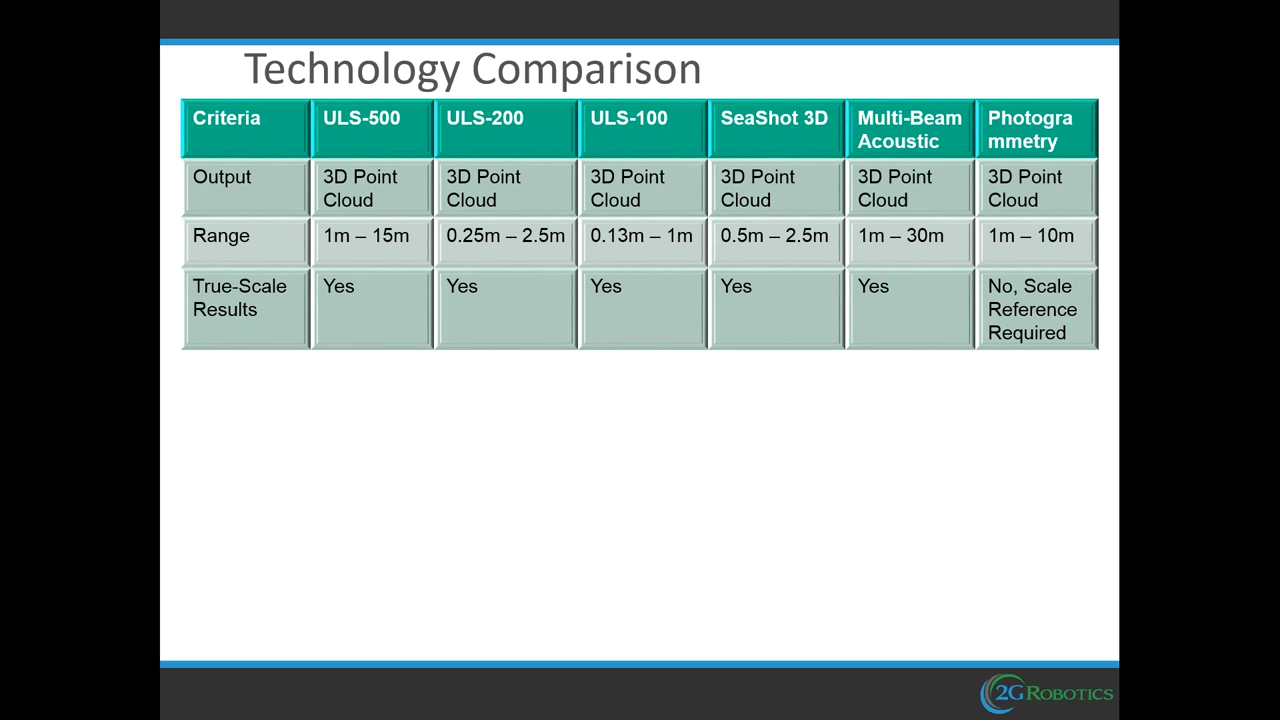 Technology Comparison
Criteria ULS-500 ULS-200 ULS-100 SeaShot 3D Multi-Beam Photogra
Acoustic mmetry
Output 3D Point 3D Point 3D Point 3D Point 3D Point 3D Point
Cloud Cloud Cloud Cloud Cloud Cloud
Range 1m – 15m 0.25m – 2.5m 0.13m – 1m 0.5m – 2.5m 1m – 30m 1m – 10m
True-Scale Yes Yes Yes Yes Yes No, Scale
Results Reference
Required
2G ROBOTICS